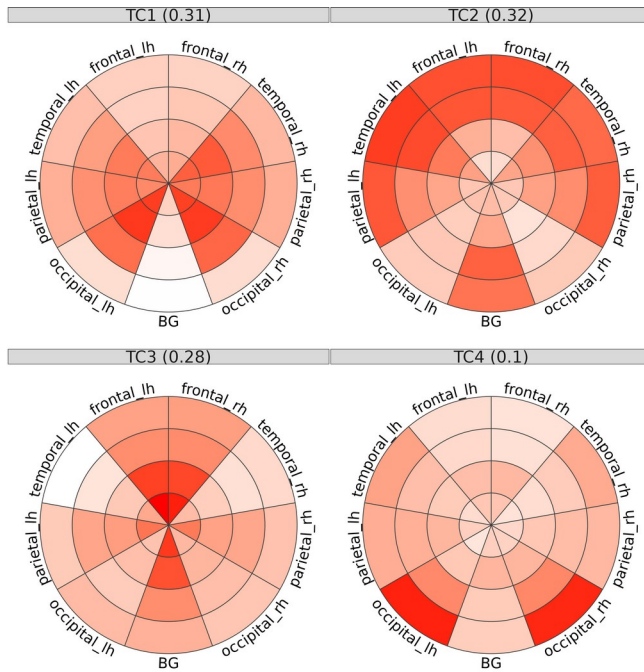 TC1 (0.31)
frontal_lh
frontal_rh
temporal_lh
temporal_rh
parietal_lh
parietal_rh
occipital_lh
occipital_rh
BG
TC2 (0.32)
frontal_lh
frontal_rh
temporal_lh
temporal_rh
parietal_lh
parietal_rh
occipital_lh
occipital_rh
BG
TC3 (0.28)
frontal_lh
frontal_rh
temporal_lh
temporal_rh
parietal_lh
parietal_rh
occipital_lh
occipital_rh
BG
TC4 (0.1)
frontal_lh
frontal_rh
temporal_lh
temporal_rh
parietal_lh
parietal_rh
occipital_lh
occipital_rh
BG